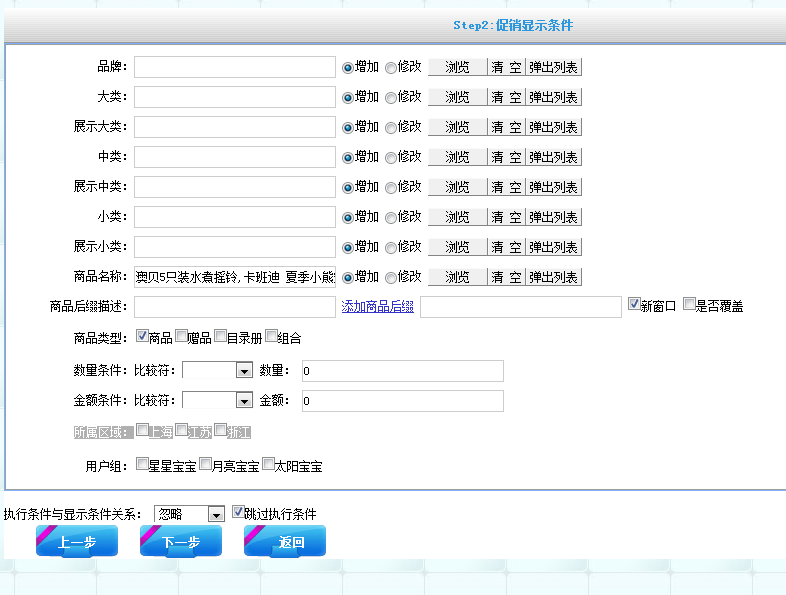 Step2:促销显示条件
品牌： 增加 修改 浏览 清 空 弹出列表
大类： 增加 修改 浏览 清 空 弹出列表
展示大类： 增加 修改 浏览 清 空 弹出列表
中类： 增加 修改 浏览 清 空 弹出列表
展示中类： 增加 修改 浏览 清 空 弹出列表
小类： 增加 修改 浏览 清 空 弹出列表
展示小类： 增加 修改 浏览 清 空 弹出列表
商品名称： 澳贝5只装水煮摇铃,卡班迪 夏季小熊 增加 修改 浏览 清 空 弹出列表
商品后缀描述： 添加商品后缀 新窗口 是否覆盖
商品类型： 商品 赠品 目录册 组合
数量条件：比较符： 数量： 0
金额条件：比较符： 金额： 0
所属区域： 上海 江苏 浙江
用户组： 星星宝宝 月亮宝宝 太阳宝宝
执行条件与显示条件关系： 忽略 跳过执行条件
上一步 下一步 返回